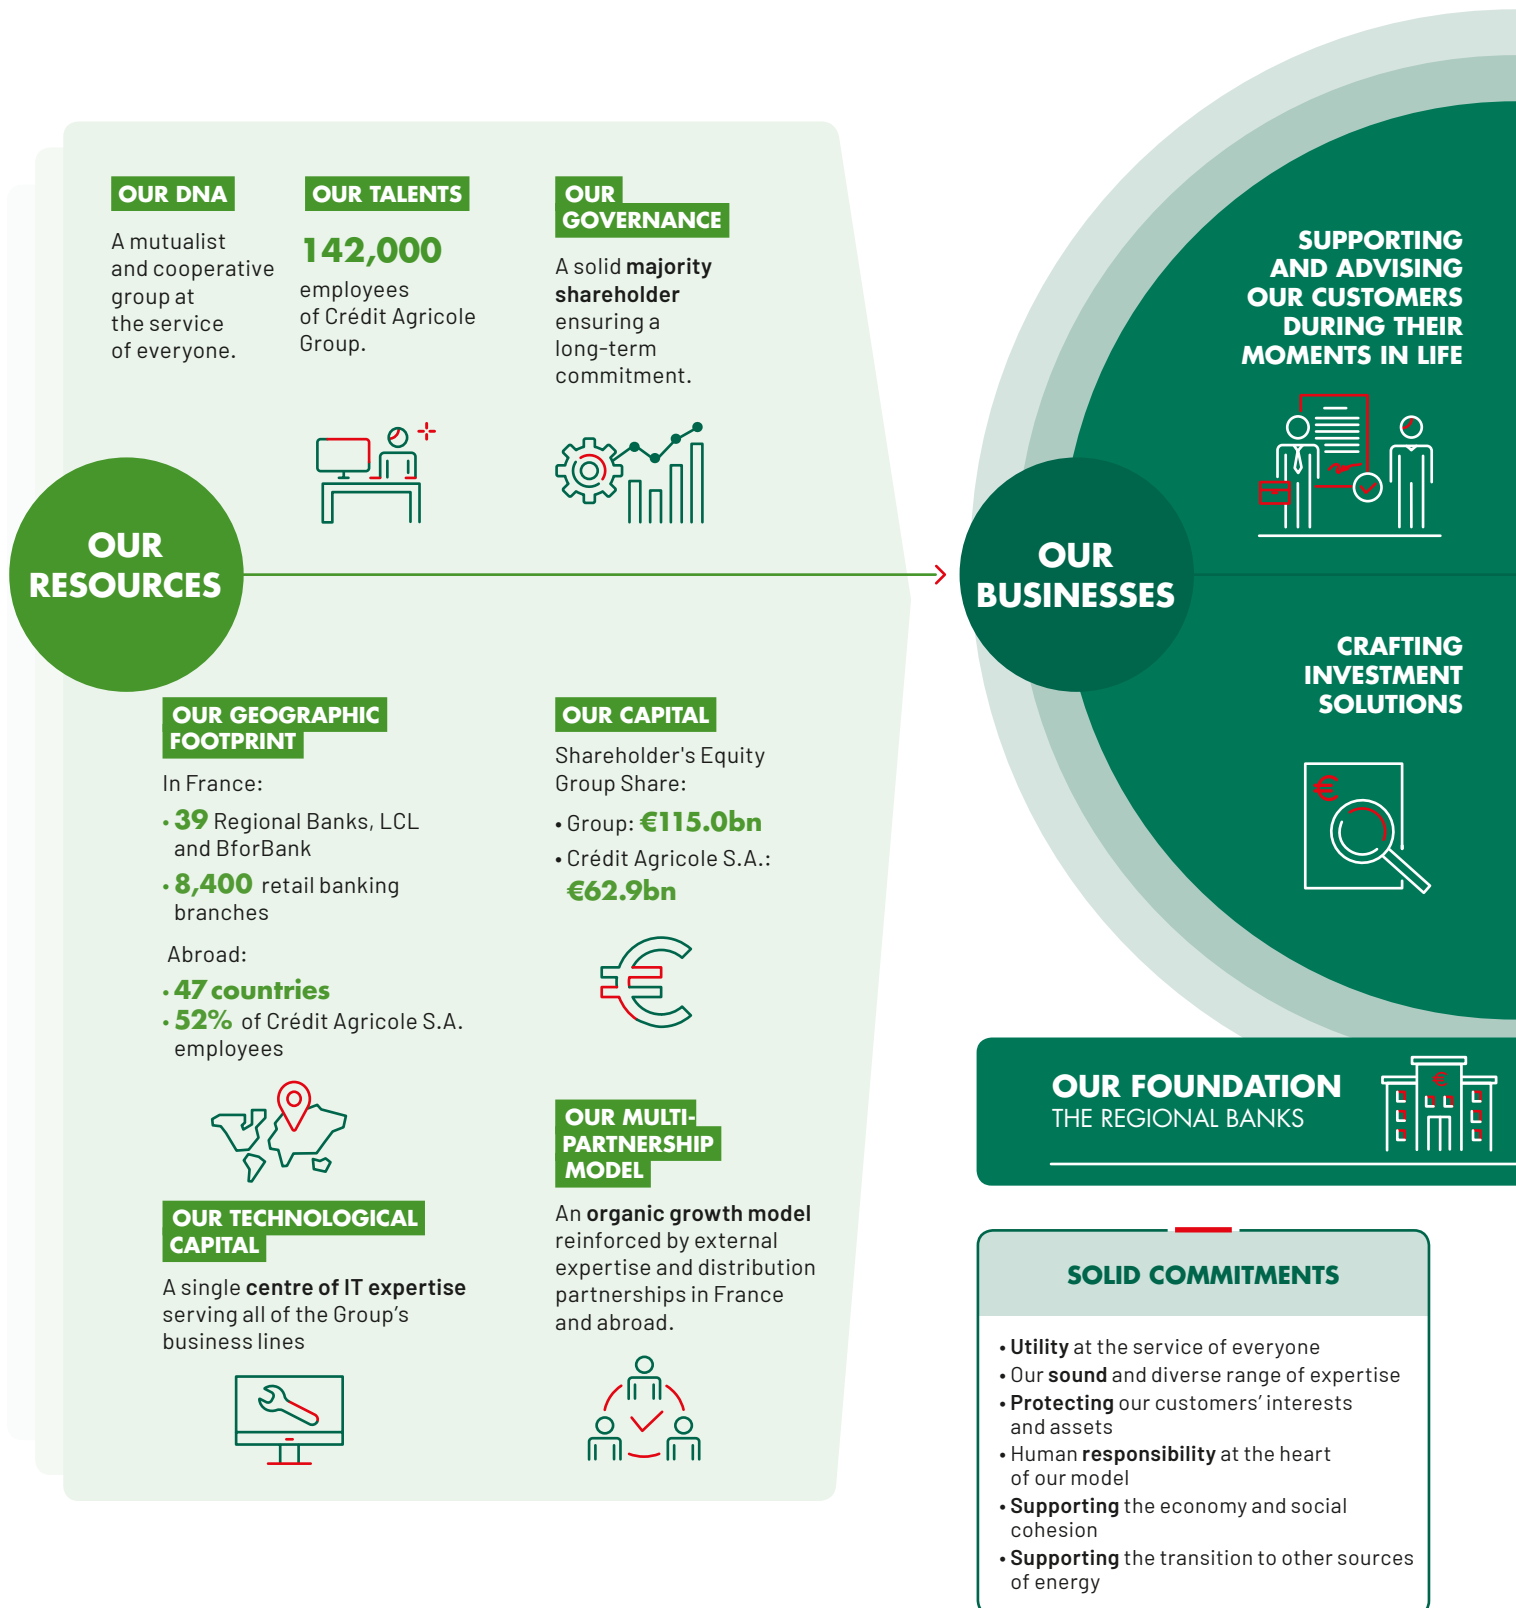 OUR DNA
A mutualist
and cooperative
group at
the service
of everyone.
OUR TALENTS
142,000
employees
of Crédit Agricole
Group.
OUR
GOVERNANCE
A solid majority
shareholder
ensuring a
long-term
commitment.
OUR
RESOURCES
OUR GEOGRAPHIC
FOOTPRINT
In France:
• 39 Regional Banks, LCL
and BforBank
• 8,400 retail banking
branches
Abroad:
• 47 countries
• 52% of Crédit Agricole S.A.
employees
OUR CAPITAL
Shareholder's Equity
Group Share:
• Group: €115.0bn
• Crédit Agricole S.A.:
€62.9bn
€
OUR TECHNOLOGICAL
CAPITAL
A single centre of IT expertise
serving all of the Group’s
business lines
OUR MULTI-
PARTNERSHIP
MODEL
An organic growth model
reinforced by external
expertise and distribution
partnerships in France
and abroad.
OUR
BUSINESSES
SUPPORTING
AND ADVISING
OUR CUSTOMERS
DURING THEIR
MOMENTS IN LIFE
CRAFTING
INVESTMENT
SOLUTIONS
€
OUR FOUNDATION
THE REGIONAL BANKS
€
SOLID COMMITMENTS
• Utility at the service of everyone
• Our sound and diverse range of expertise
• Protecting our customers’ interests
and assets
• Human responsibility at the heart
of our model
• Supporting the economy and social
cohesion
• Supporting the transition to other sources
of energy